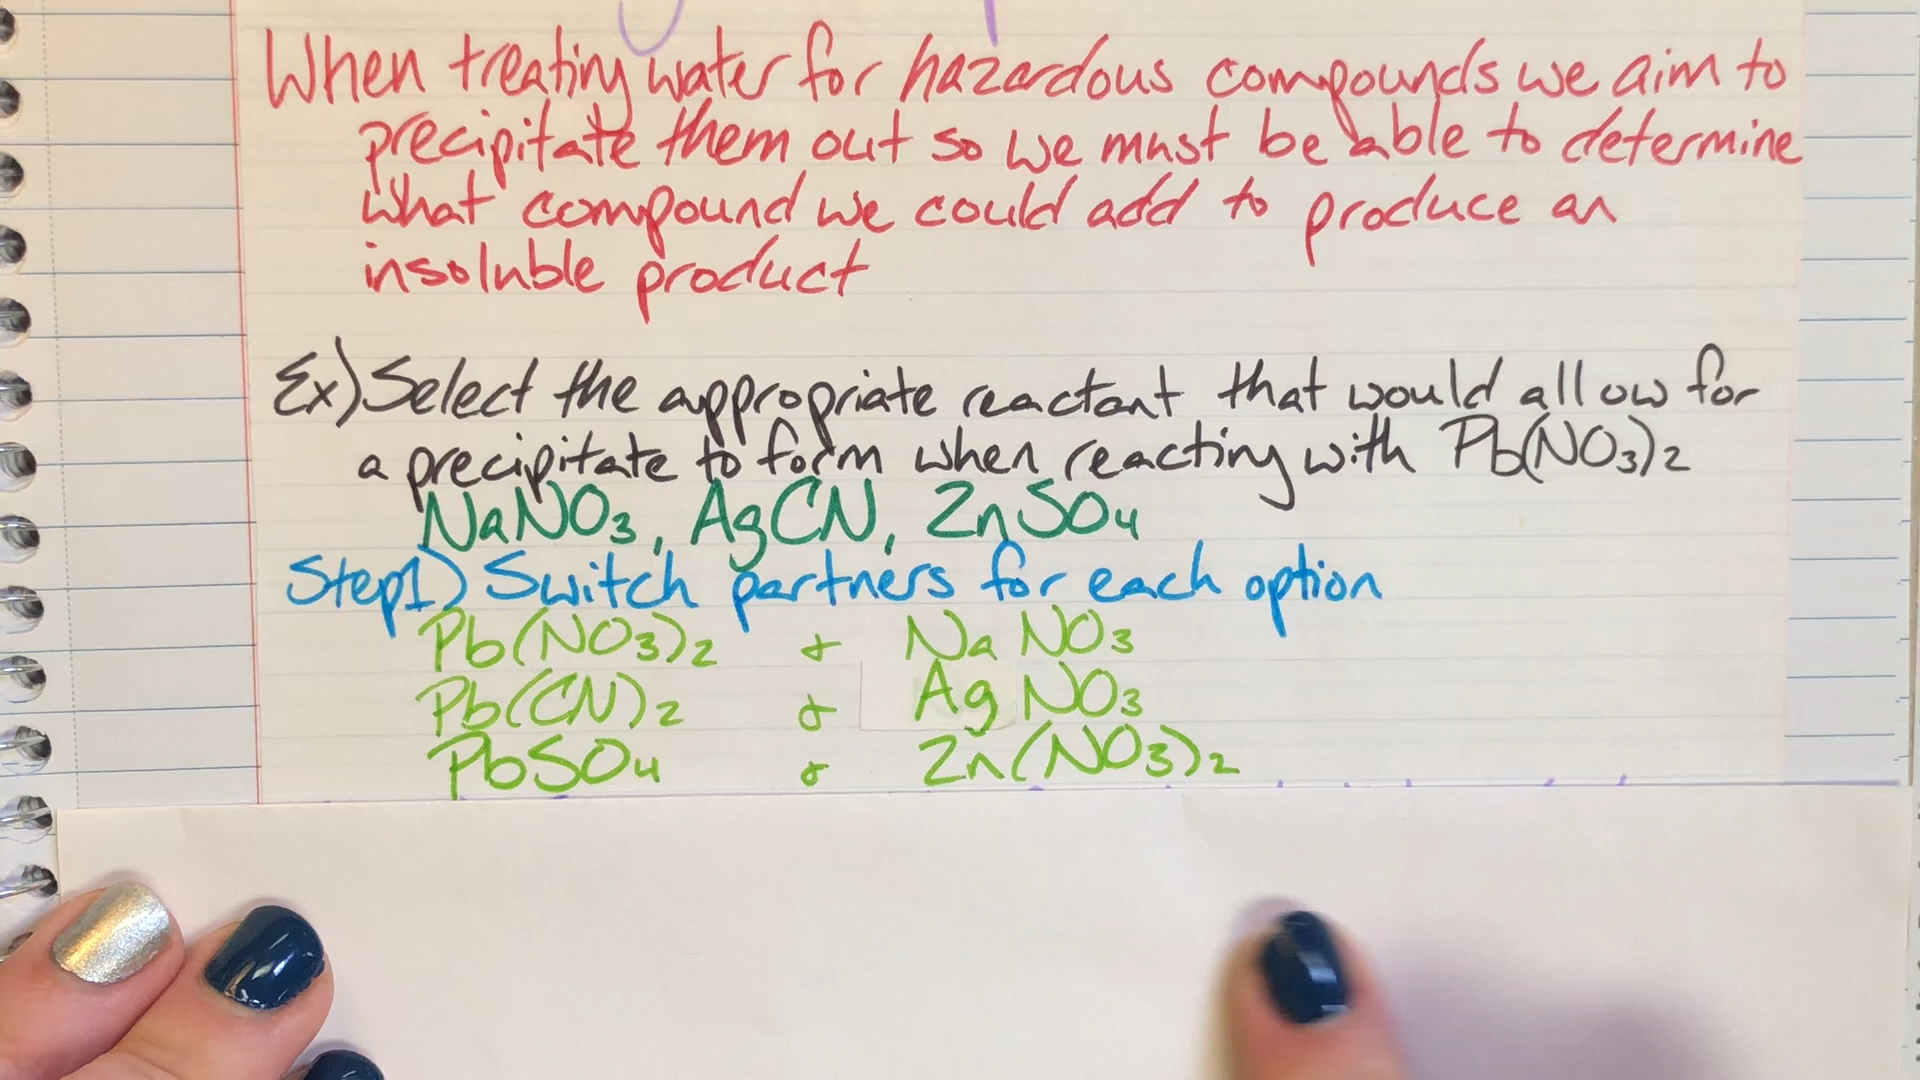 When treating water for hazardous compounds we aim to
precipitate them out so we must be able to determine
what compound we could add to produce an
insoluble product
Ex) Select the appropriate reactant that would allow for
a precipitate to form when reacting with Pb(NO3)2
NaNO3, AgCN, ZnSO4
Step1) Switch partners for each option
Pb(NO3)2 & NaNO3
Pb(CN)2 & AgNO3
PbSO4 & Zn(NO3)2